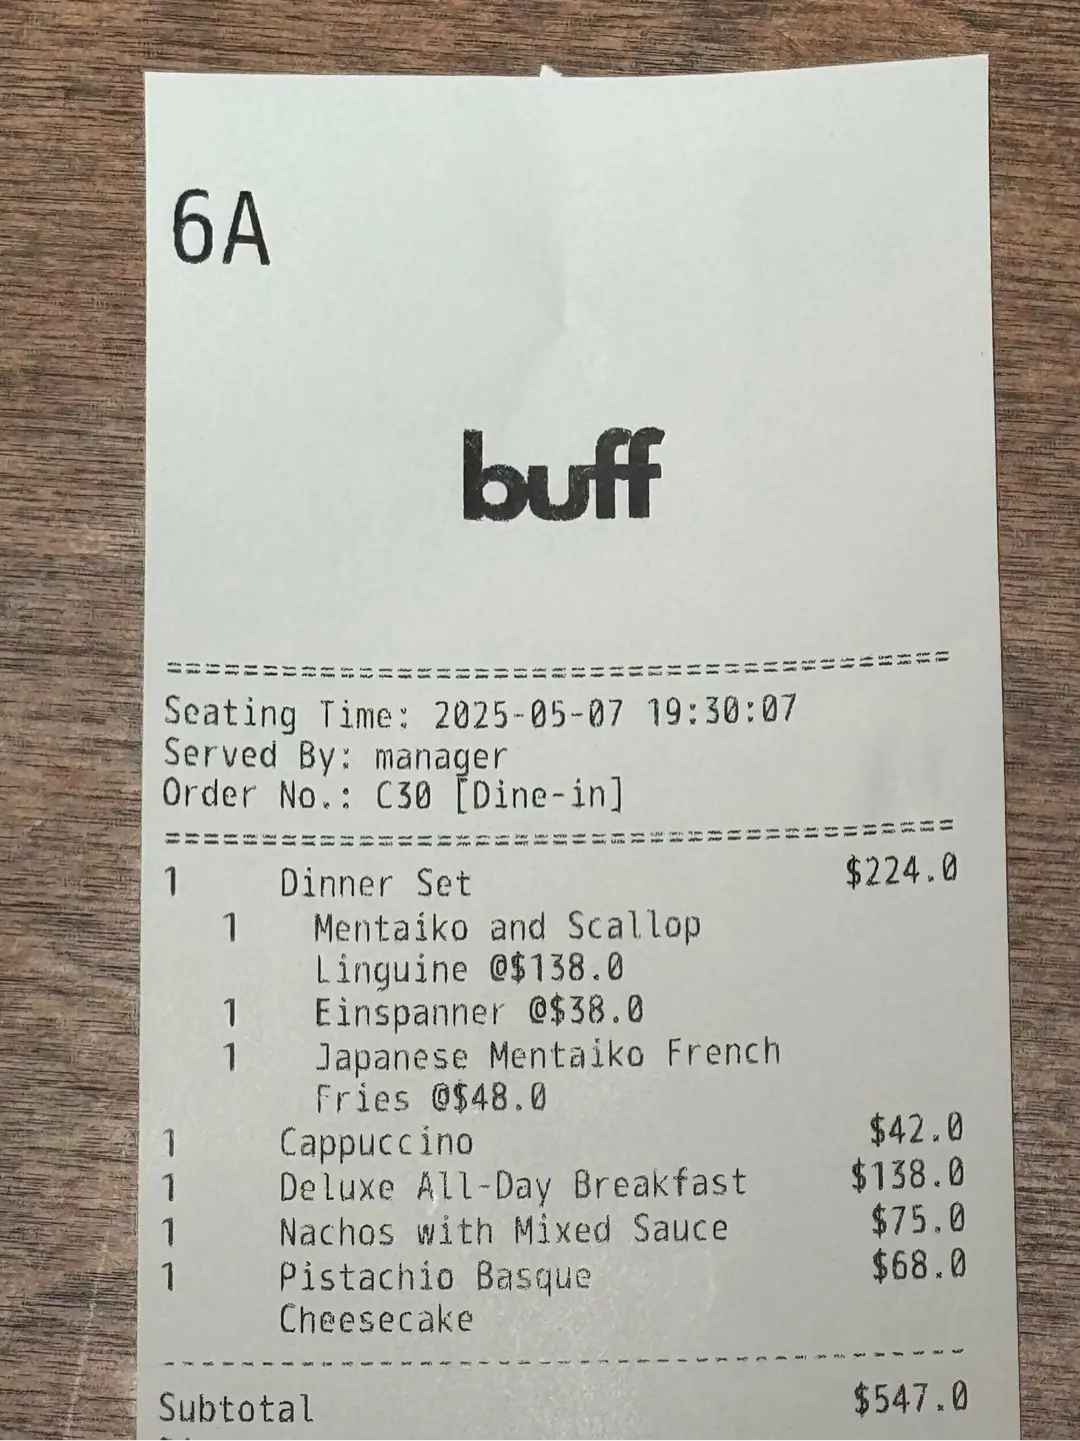 6A
buff
Seating Time: 2025-05-07 19:30:07
Served By: manager
Order No.: C30 [Dine-in]
1 Dinner Set $224.0
1 Mentaiko and Scallop
Linguine @$138.0
1 Einspanner @$38.0
1 Japanese Mentaiko French
Fries @$48.0
1 Cappuccino $42.0
1 Deluxe All-Day Breakfast $138.0
1 Nachos with Mixed Sauce $75.0
1 Pistachio Basque $68.0
Cheesecake
Subtotal $547.0